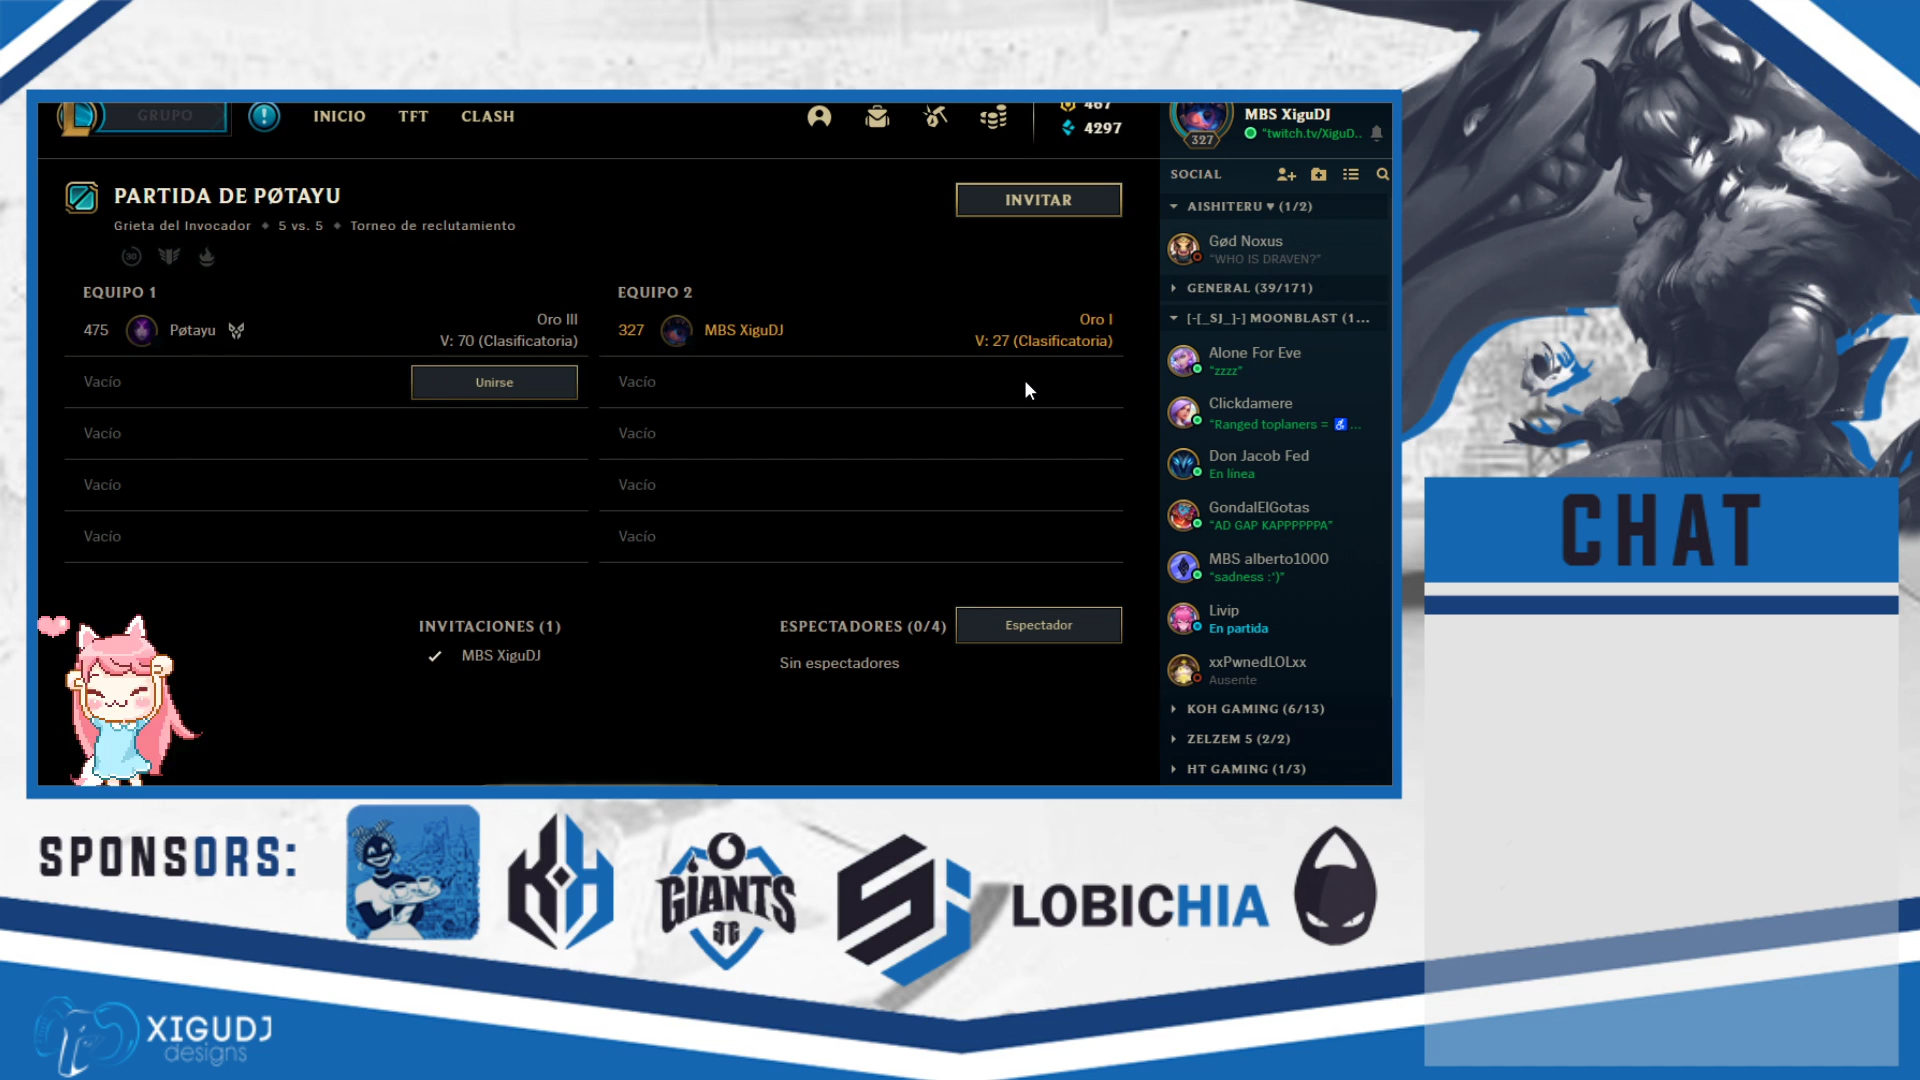 GRUPO
INICIO
TFT
CLASH
467
4297
MBS XiguDJ
327
"twitch.tv/XiguD..
PARTIDA DE PØTAYU
INVITAR
Grieta del Invocador ◆ 5 vs. 5 ◆ Torneo de reclutamiento
30
EQUIPO 1
475 Pøtayu
Oro III
V: 70 (Clasificatoria)
Vacío
Unirse
Vacío
Vacío
Vacío
EQUIPO 2
327 MBS XiguDJ
Oro I
V: 27 (Clasificatoria)
Vacío
Vacío
Vacío
Vacío
INVITACIONES (1)
MBS XiguDJ
ESPECTADORES (0/4)
Espectador
Sin espectadores
SOCIAL
AISHITERU ♥ (1/2)
Gød Noxus
"WHO IS DRAVEN?"
GENERAL (39/171)
[-[_SJ_]-] MOONBLAST (1...
Alone For Eve
"zzzz"
Clickdamere
"Ranged toplaners = ♿ ...
Don Jacob Fed
En línea
GondalElGotas
"AD GAP KAPPPPPPA"
MBS alberto1000
"sadness :')"
Livip
En partida
xxPwnedLOLxx
Ausente
KOH GAMING (6/13)
ZELZEM 5 (2/2)
HT GAMING (1/3)
CHAT
SPONSORS:
KH
GIANTS
SJ
LOBICHIA
XIGUDJ
designs